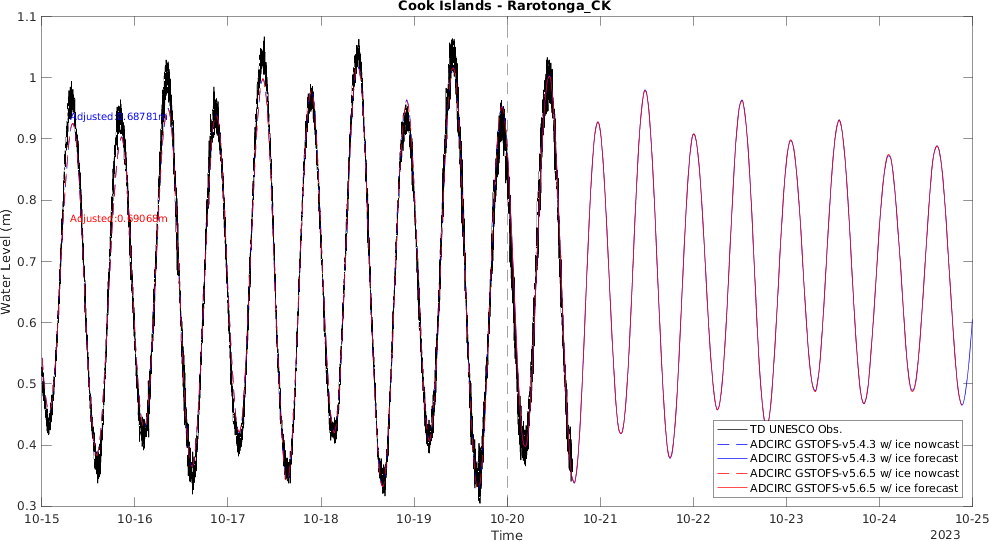 Cook Islands - Rarotonga_CK
1.1
1
0.9
0.8
0.7
0.6
0.5
0.4
0.3
Water Level (m)
Adjusted:0.68781m
Adjusted:0.69068m
TD UNESCO Obs.
ADCIRC GSTOFS-v5.4.3 w/ ice nowcast
ADCIRC GSTOFS-v5.4.3 w/ ice forecast
ADCIRC GSTOFS-v5.6.5 w/ ice nowcast
ADCIRC GSTOFS-v5.6.5 w/ ice forecast
10-15 10-16 10-17 10-18 10-19 10-20 10-21 10-22 10-23 10-24 10-25
Time
2023